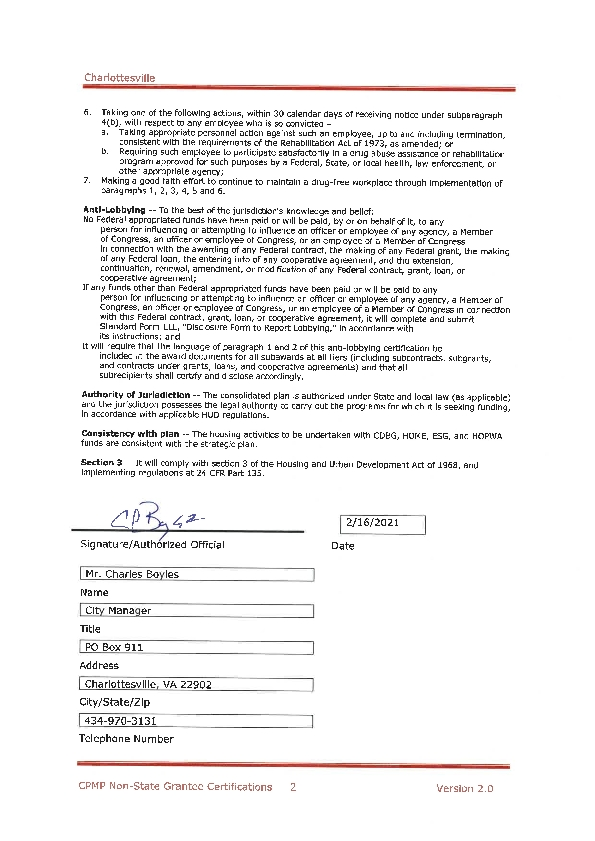 Charlottesville
6. Taking one of the following actions, within 30 calendar days of receiving notice under subparagraph
4(b), with respect to any employee who is so convicted –
a. Taking appropriate personnel action against such an employee, up to and including termination,
consistent with the requirements of the Rehabilitation Act of 1973, as amended; or
b. Requiring such employee to participate satisfactorily in a drug abuse assistance or rehabilitation
program approved for such purposes by a Federal, State, or local health, law enforcement, or
other appropriate agency;
7. Making a good faith effort to continue to maintain a drug-free workplace through implementation of
paragraphs 1, 2, 3, 4, 5 and 6.
Anti-Lobbying -- To the best of the jurisdiction's knowledge and belief:
No Federal appropriated funds have been paid or will be paid, by or on behalf of it, to any
person for influencing or attempting to influence an officer or employee of any agency, a Member
of Congress, an officer or employee of Congress, or an employee of a Member of Congress
in connection with the awarding of any Federal contract, the making of any Federal grant, the making
of any Federal loan, the entering into of any cooperative agreement, and the extension,
continuation, renewal, amendment, or modification of any Federal contract, grant, loan, or
cooperative agreement;
If any funds other than Federal appropriated funds have been paid or will be paid to any
person for influencing or attempting to influence an officer or employee of any agency, a Member of
Congress, an officer or employee of Congress, or an employee of a Member of Congress in connection
with this Federal contract, grant, loan, or cooperative agreement, it will complete and submit
Standard Form LLL, "Disclosure Form to Report Lobbying," in accordance with
its instructions; and
It will require that the language of paragraph 1 and 2 of this anti-lobbying certification be
included in the award documents for all subawards at all tiers (including subcontracts, subgrants,
and contracts under grants, loans, and cooperative agreements) and that all
subrecipients shall certify and disclose accordingly.
Authority of Jurisdiction -- The consolidated plan is authorized under State and local law (as applicable)
and the jurisdiction possesses the legal authority to carry out the programs for which it is seeking funding,
in accordance with applicable HUD regulations.
Consistency with plan -- The housing activities to be undertaken with CDBG, HOME, ESG, and HOPWA
funds are consistent with the strategic plan.
Section 3 It will comply with section 3 of the Housing and Urban Development Act of 1968, and
implementing regulations at 24 CFR Part 135.
2/16/2021
Signature/Authorized Official Date
Mr. Charles Boyles
Name
City Manager
Title
PO Box 911
Address
Charlottesville, VA 22902
City/State/Zip
434-970-3131
Telephone Number
CPMP Non-State Grantee Certifications 2 Version 2.0